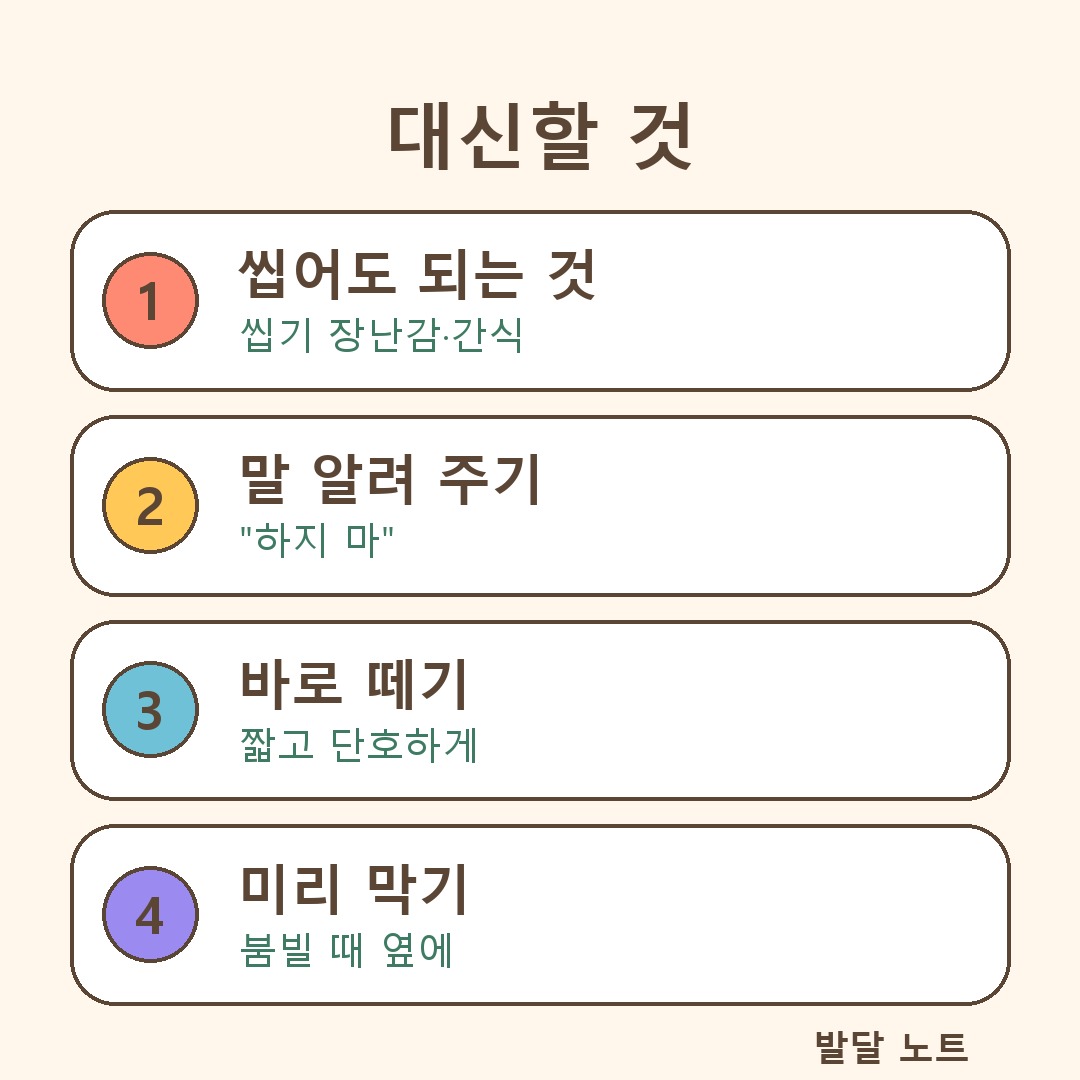 대신할 것
1
씹어도 되는 것
씹기 장난감·간식
2
말 알려 주기
"하지 마"
3
바로 떼기
짧고 단호하게
4
미리 막기
붐빌 때 옆에
발달 노트